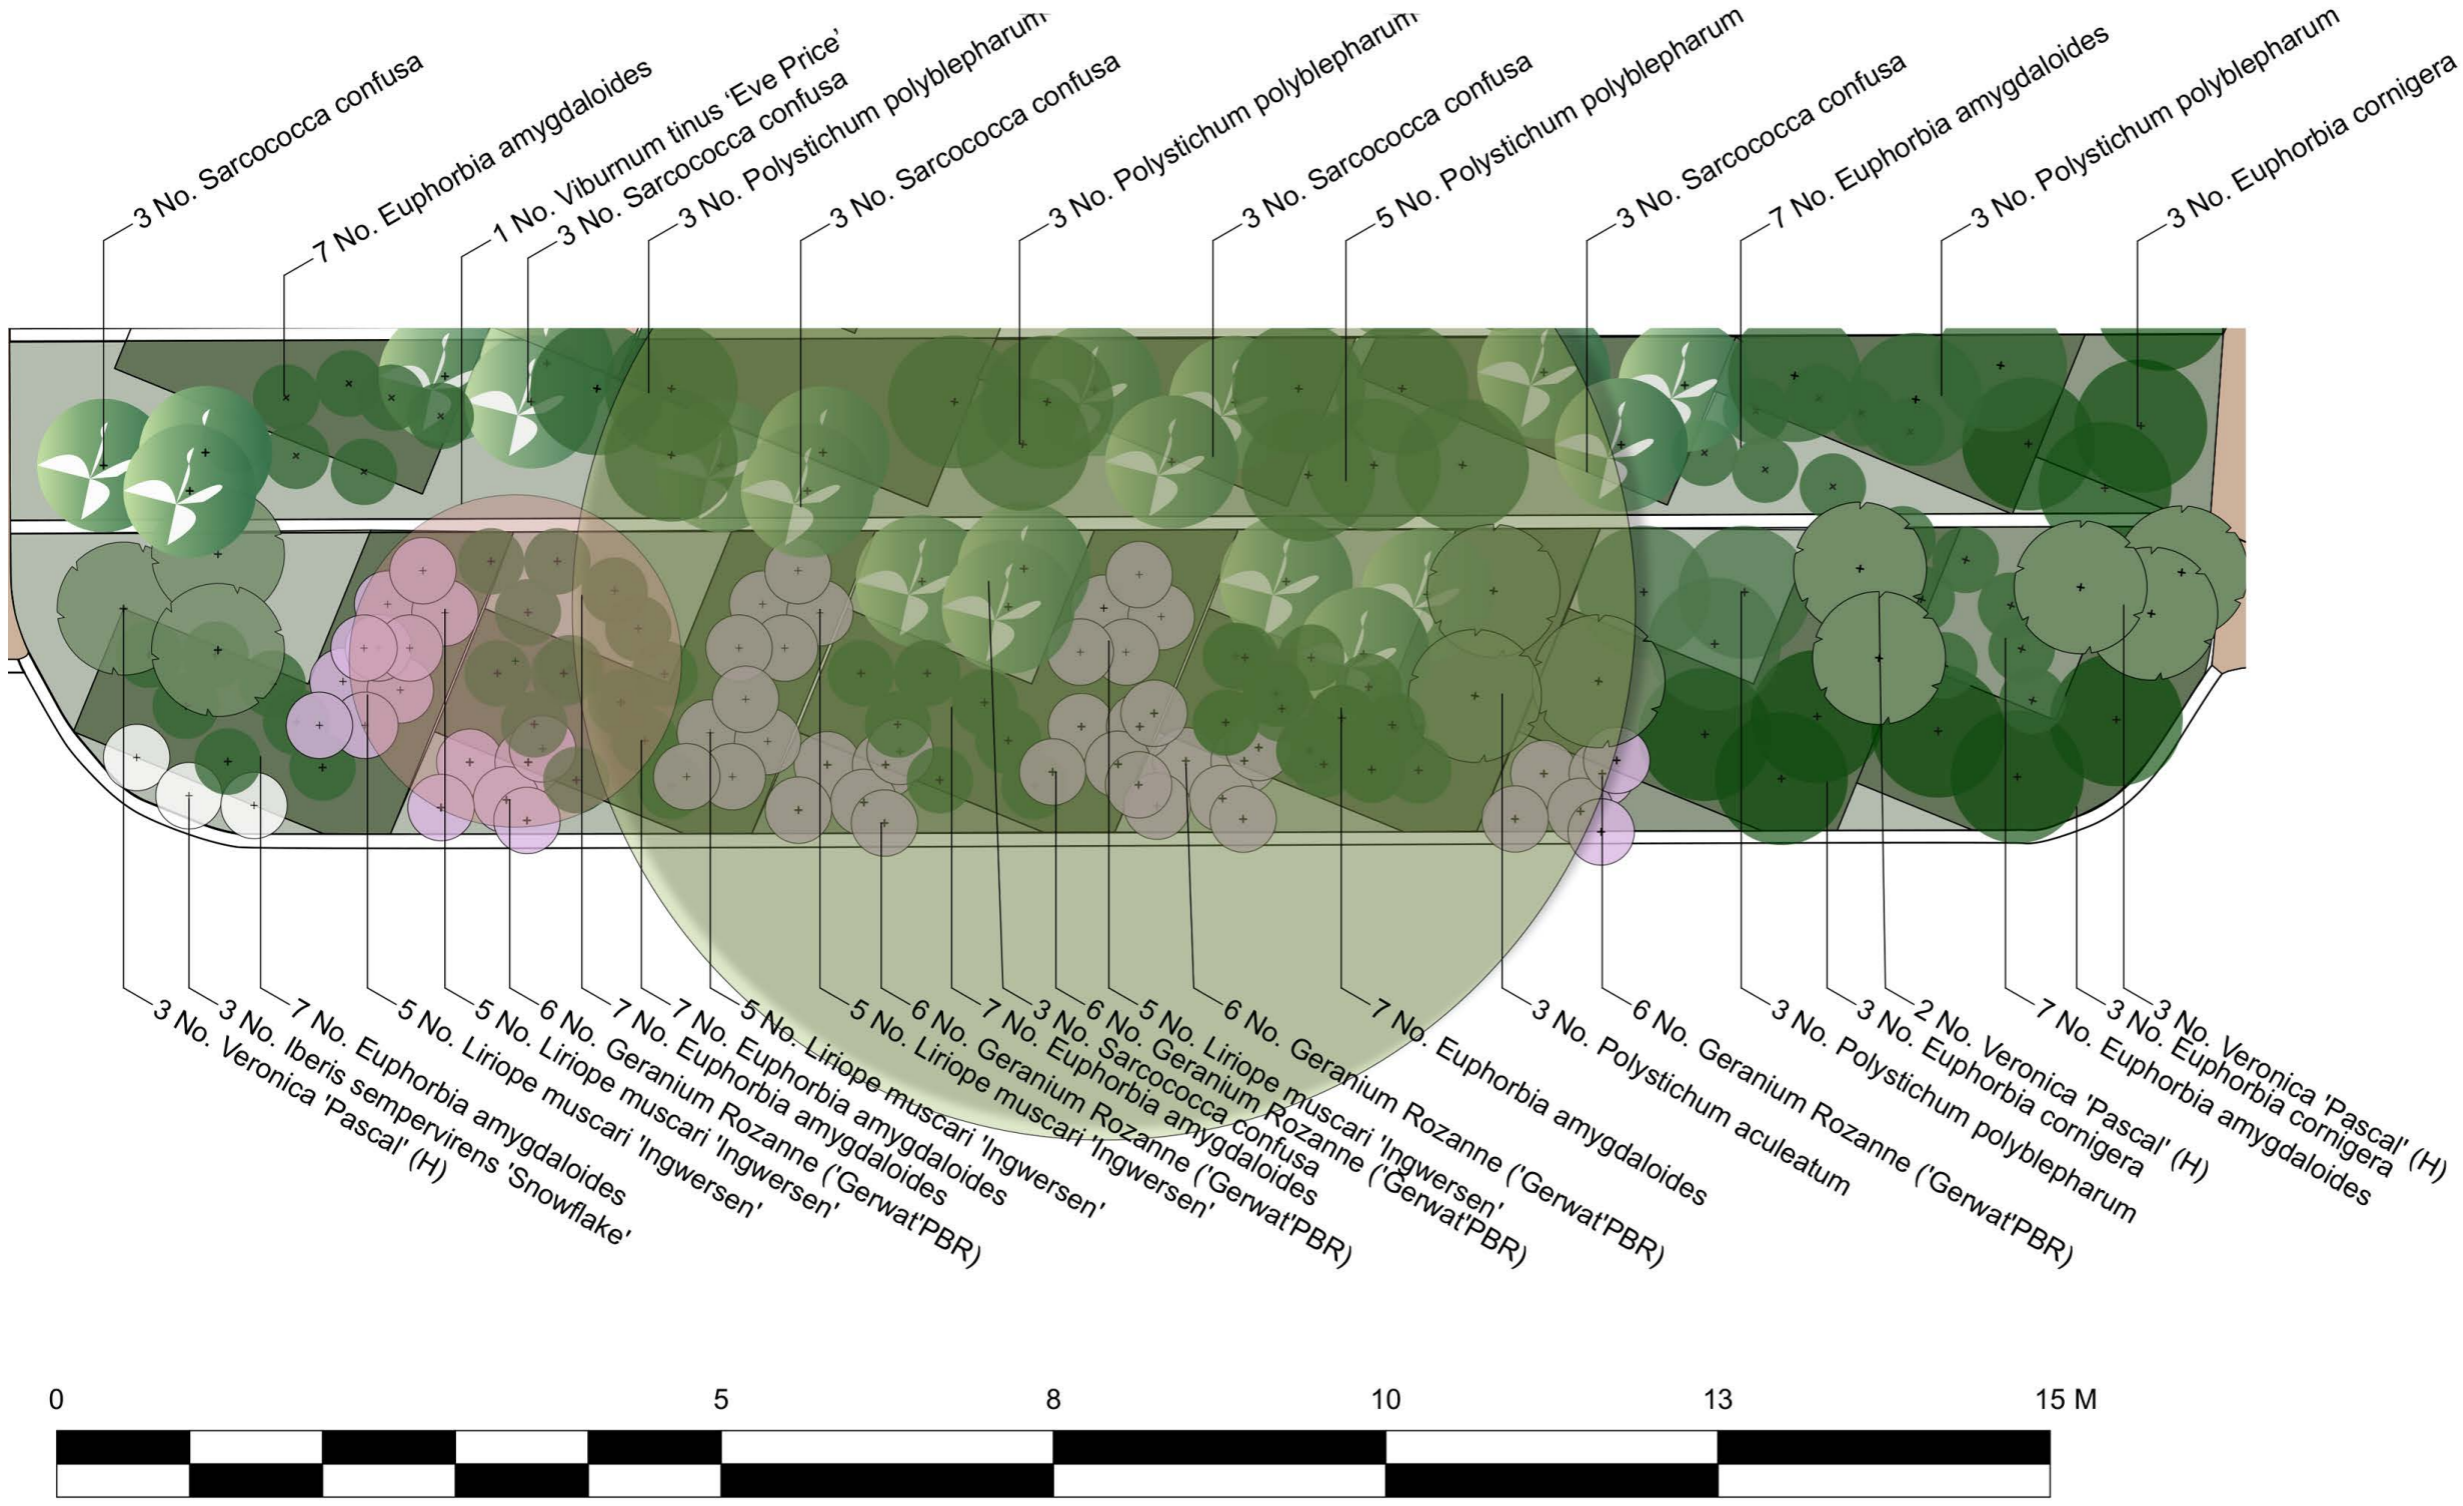 3 No. Sarcococca confusa
7 No. Euphorbia amygdaloides
1 No. Viburnum tinus ‘Eve Price’
3 No. Sarcococca confusa
3 No. Polystichum polyblepharum
3 No. Sarcococca confusa
3 No. Polystichum polyblepharum
3 No. Sarcococca confusa
5 No. Polystichum polyblepharum
3 No. Sarcococca confusa
7 No. Euphorbia amygdaloides
3 No. Polystichum polyblepharum
3 No. Euphorbia cornigera
3 No. Veronica 'Pascal' (H)
3 No. Iberis sempervirens 'Snowflake'
7 No. Euphorbia amygdaloides
5 No. Liriope muscari 'Ingwersen'
5 No. Liriope muscari 'Ingwersen'
6 No. Geranium Rozanne ('Gerwat'PBR)
7 No. Euphorbia amygdaloides
7 No. Euphorbia amygdaloides
5 No. Liriope muscari 'Ingwersen'
5 No. Liriope muscari 'Ingwersen'
6 No. Geranium Rozanne ('Gerwat'PBR)
7 No. Euphorbia amygdaloides
3 No. Sarcococca confusa
6 No. Geranium Rozanne ('Gerwat'PBR)
5 No. Liriope muscari 'Ingwersen'
6 No. Geranium Rozanne ('Gerwat'PBR)
7 No. Euphorbia amygdaloides
3 No. Polystichum aculeatum
6 No. Geranium Rozanne ('Gerwat'PBR)
3 No. Polystichum polyblepharum
3 No. Euphorbia cornigera
2 No. Veronica 'Pascal' (H)
7 No. Euphorbia amygdaloides
3 No. Euphorbia cornigera
3 No. Veronica 'Pascal' (H)
0 5 8 10 13 15 M